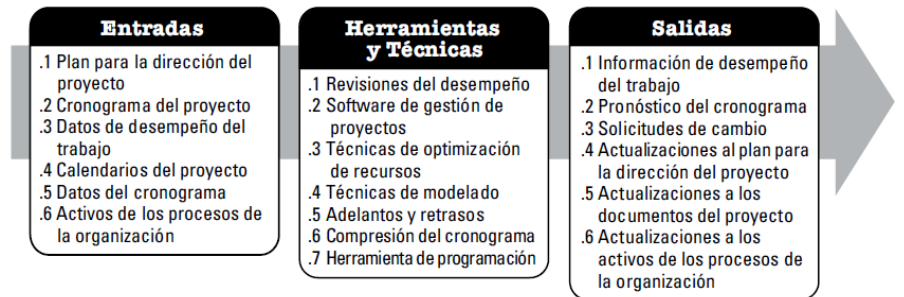 Entradas
.1 Plan para la dirección del
proyecto
.2 Cronograma del proyecto
.3 Datos de desempeño del
trabajo
.4 Calendarios del proyecto
.5 Datos del cronograma
.6 Activos de los procesos de
la organización
Herramientas
y Técnicas
.1 Revisiones del desempeño
.2 Software de gestión de
proyectos
.3 Técnicas de optimización
de recursos
.4 Técnicas de modelado
.5 Adelantos y retrasos
.6 Compresión del cronograma
.7 Herramienta de programación
Salidas
.1 Información de desempeño
del trabajo
.2 Pronóstico del cronograma
.3 Solicitudes de cambio
.4 Actualizaciones al plan para
la dirección del proyecto
.5 Actualizaciones a los
documentos del proyecto
.6 Actualizaciones a los
activos de los procesos de
la organización